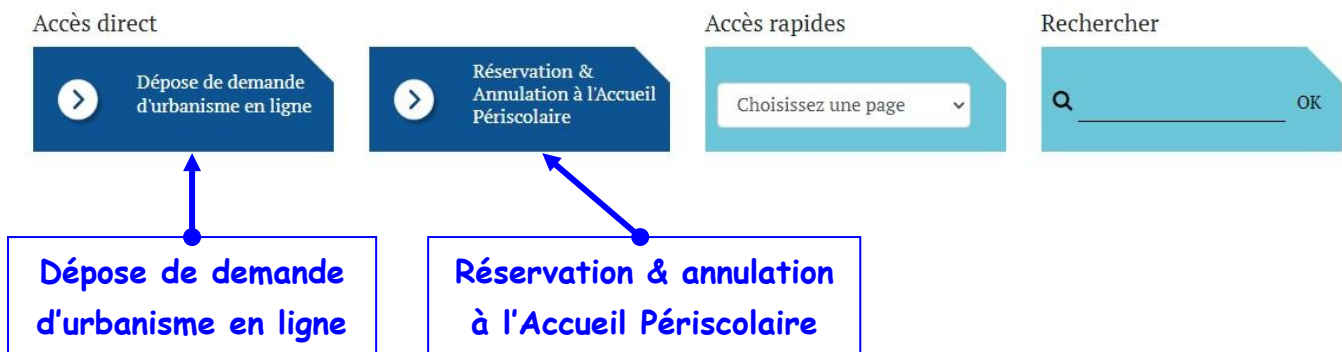 Accès direct
Accès rapides
Rechercher
Dépose de demande
d'urbanisme en ligne
Réservation &
Annulation à l'Accueil
Périscolaire
Choisissez une page
OK
Dépose de demande
d'urbanisme en ligne
Réservation & annulation
à l'Accueil Périscolaire